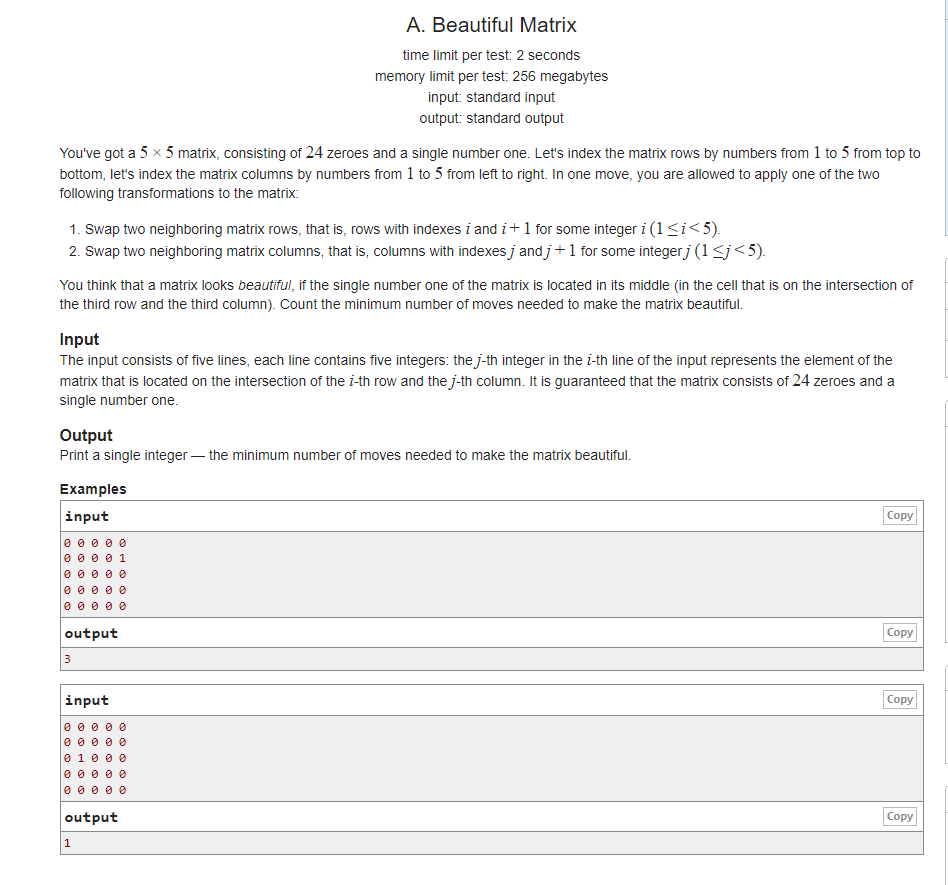 A. Beautiful Matrix
time limit per test: 2 seconds
memory limit per test: 256 megabytes
input: standard input
output: standard output
You've got a 5 × 5 matrix, consisting of 24 zeroes and a single number one. Let's index the matrix rows by numbers from 1 to 5 from top to
bottom, let's index the matrix columns by numbers from 1 to 5 from left to right. In one move, you are allowed to apply one of the two
following transformations to the matrix:
1. Swap two neighboring matrix rows, that is, rows with indexes i and i + 1 for some integer i (1 ≤ i < 5).
2. Swap two neighboring matrix columns, that is, columns with indexes j and j + 1 for some integer j (1 ≤ j < 5).
You think that a matrix looks beautiful, if the single number one of the matrix is located in its middle (in the cell that is on the intersection of
the third row and the third column). Count the minimum number of moves needed to make the matrix beautiful.
Input
The input consists of five lines, each line contains five integers: the j-th integer in the i-th line of the input represents the element of the
matrix that is located on the intersection of the i-th row and the j-th column. It is guaranteed that the matrix consists of 24 zeroes and a
single number one.
Output
Print a single integer — the minimum number of moves needed to make the matrix beautiful.
Examples
input Copy
0 0 0 0 0
0 0 0 0 1
0 0 0 0 0
0 0 0 0 0
0 0 0 0 0
output Copy
3
input Copy
0 0 0 0 0
0 0 0 0 0
0 1 0 0 0
0 0 0 0 0
0 0 0 0 0
output Copy
1